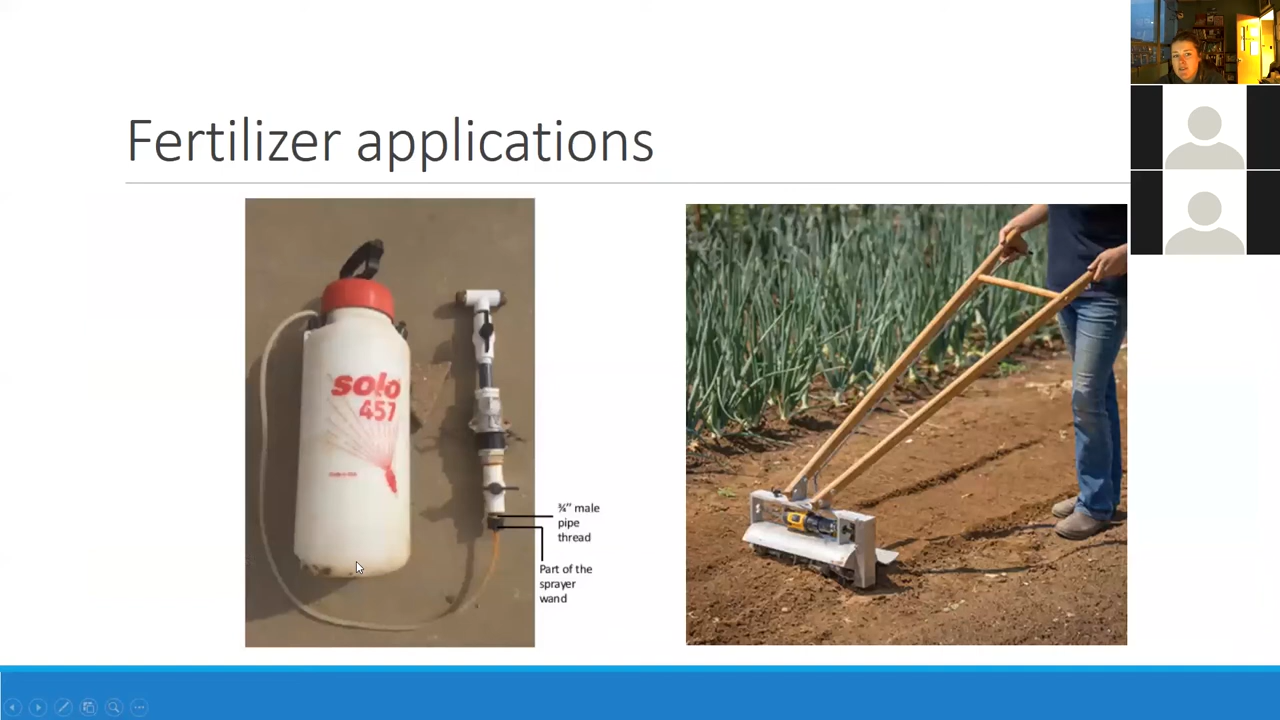 Fertilizer applications
solo
457
¾" male
pipe
thread
Part of the
sprayer
wand